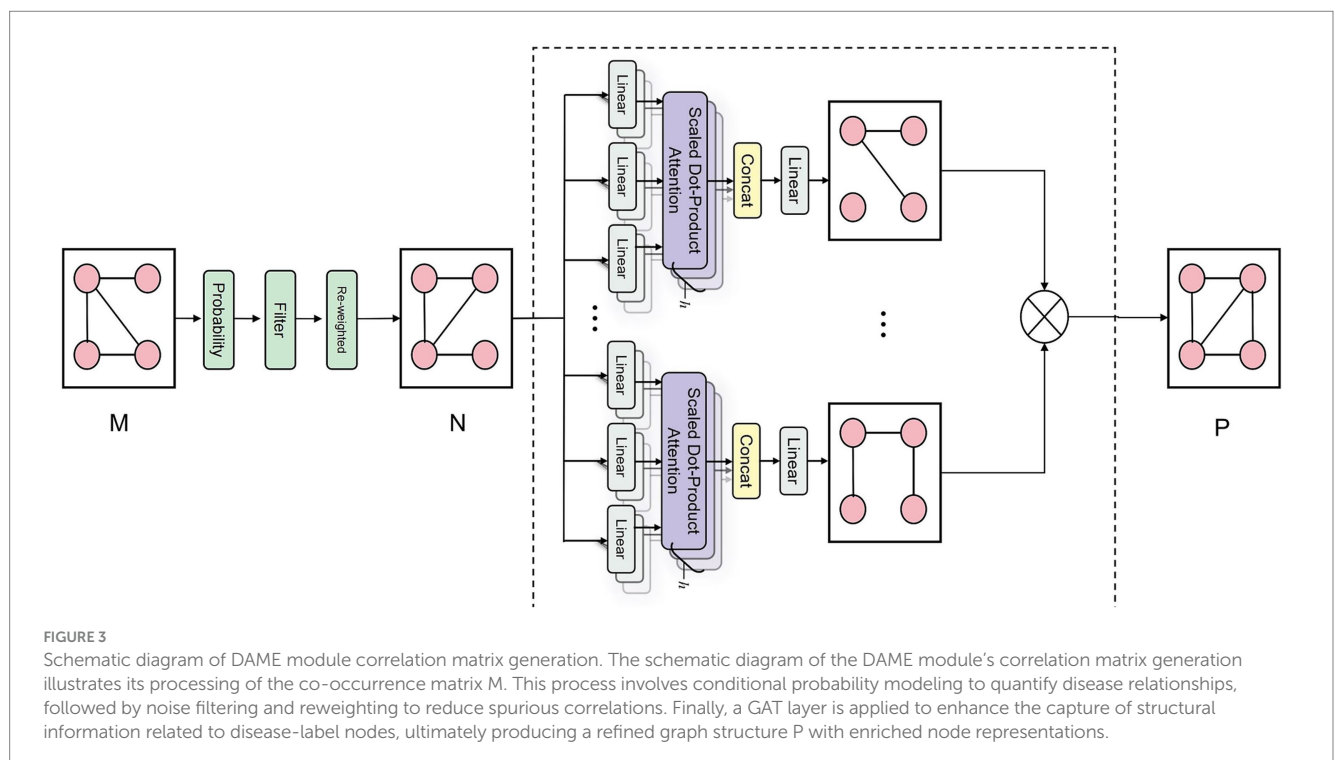 Linear
Linear
Linear
Scaled Dot-Product
Attention
h
Concat
Linear
M
Probability
Filter
Re-weighted
N
...
...
Linear
Linear
Linear
Scaled Dot-Product
Attention
h
Concat
Linear
P
FIGURE 3
Schematic diagram of DAME module correlation matrix generation. The schematic diagram of the DAME module's correlation matrix generation
illustrates its processing of the co-occurrence matrix M. This process involves conditional probability modeling to quantify disease relationships,
followed by noise filtering and reweighting to reduce spurious correlations. Finally, a GAT layer is applied to enhance the capture of structural
information related to disease-label nodes, ultimately producing a refined graph structure P with enriched node representations.